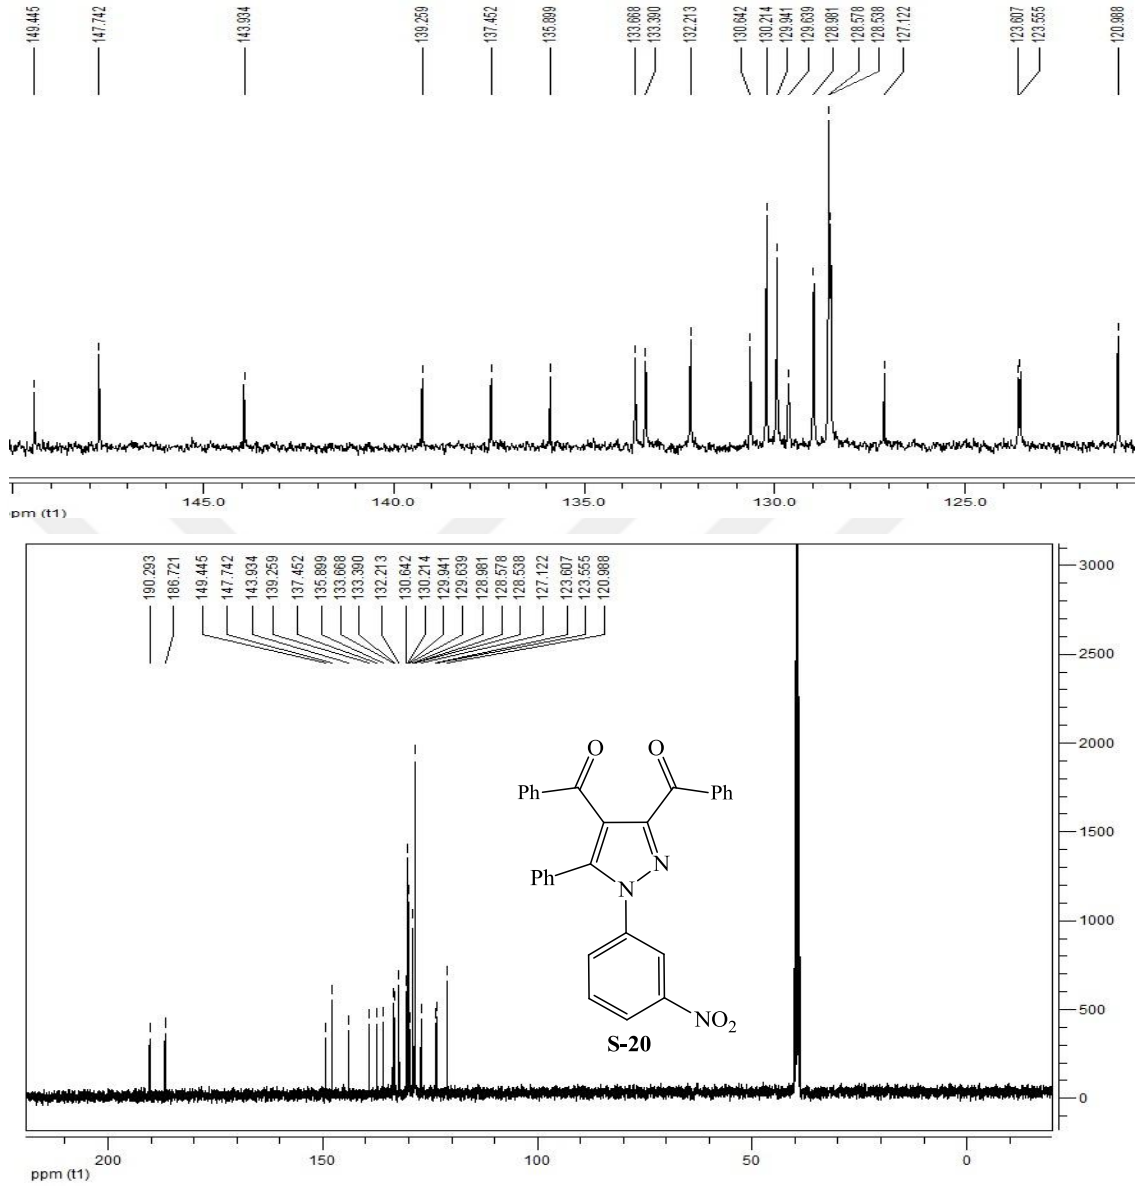 149.445 147.742 143.934 139.259 137.452 135.899 133.668 133.390 132.213 130.642 130.214 129.941 129.639 128.981 128.578 128.538 127.122 123.607 123.555 120.988
145.0 140.0 135.0 130.0 125.0
ppm (t1)
190.293 186.721 149.445 147.742 143.934 139.259 137.452 135.899 133.668 133.390 132.213 130.642 130.214 129.941 129.639 128.981 128.578 128.538 127.122 123.607 123.555 120.988
3000
2500
2000
O O
Ph Ph
1500
N
Ph N
1000
NO2
500
S-20
0
200 150 100 50 0
ppm (t1)